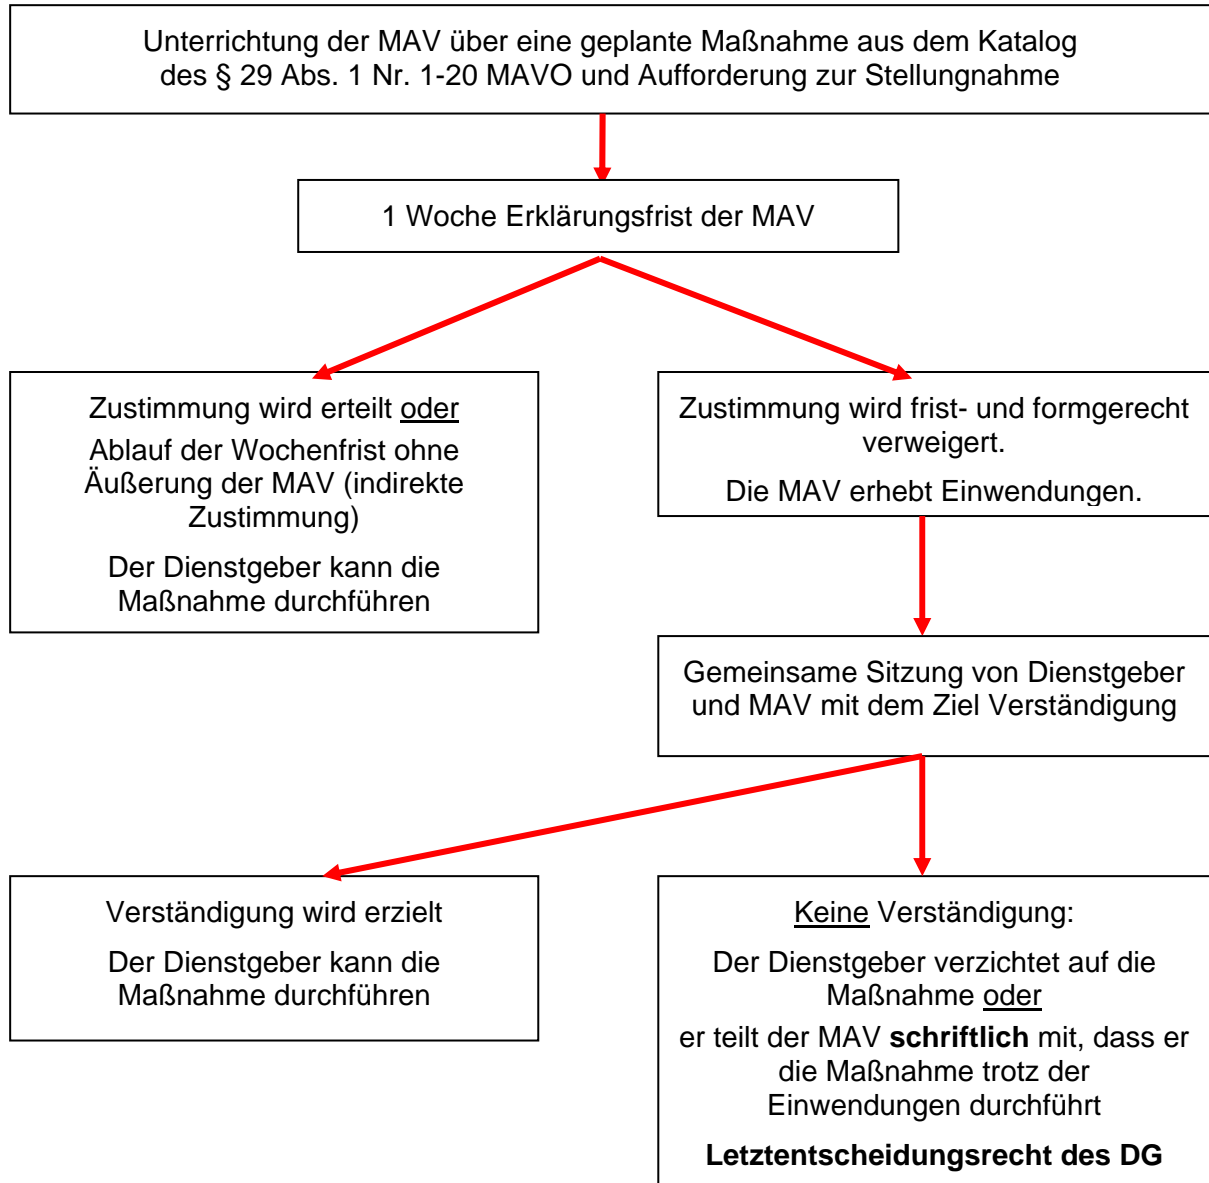 Unterrichtung der MAV über eine geplante Maßnahme aus dem Katalog
des § 29 Abs. 1 Nr. 1-20 MAVO und Aufforderung zur Stellungnahme
1 Woche Erklärungsfrist der MAV
Zustimmung wird erteilt oder
Ablauf der Wochenfrist ohne
Äußerung der MAV (indirekte
Zustimmung)
Der Dienstgeber kann die
Maßnahme durchführen
Zustimmung wird frist- und formgerecht
verweigert.
Die MAV erhebt Einwendungen.
Gemeinsame Sitzung von Dienstgeber
und MAV mit dem Ziel Verständigung
Verständigung wird erzielt
Der Dienstgeber kann die
Maßnahme durchführen
Keine Verständigung:
Der Dienstgeber verzichtet auf die
Maßnahme oder
er teilt der MAV schriftlich mit, dass er
die Maßnahme trotz der
Einwendungen durchführt
Letztentscheidungsrecht des DG